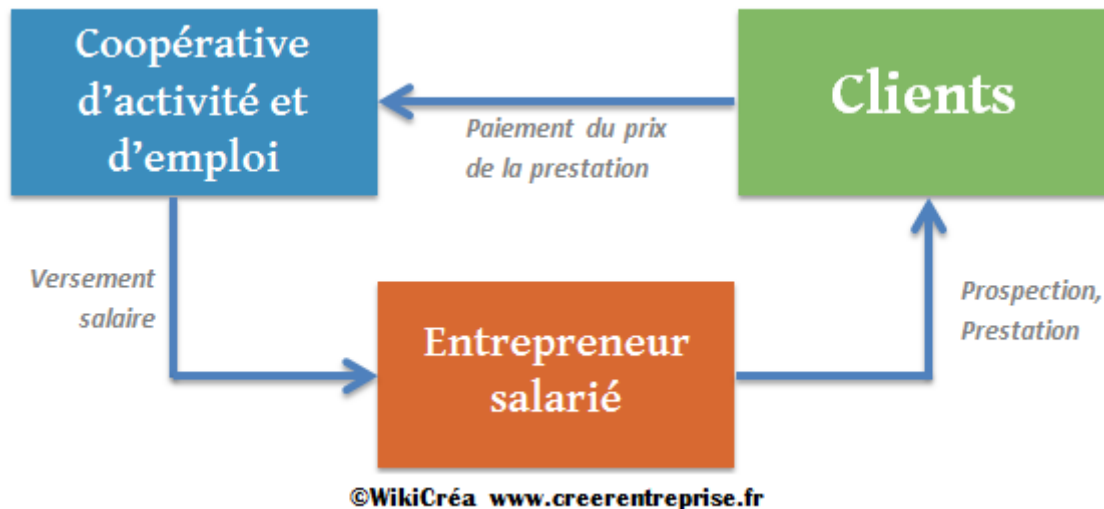 Coopérative
d'activité et
d'emploi
Clients
Paiement du prix
de la prestation
Versement
salaire
Entrepreneur
salarié
Prospection,
Prestation
©WikiCréa www.creerentreprise.fr